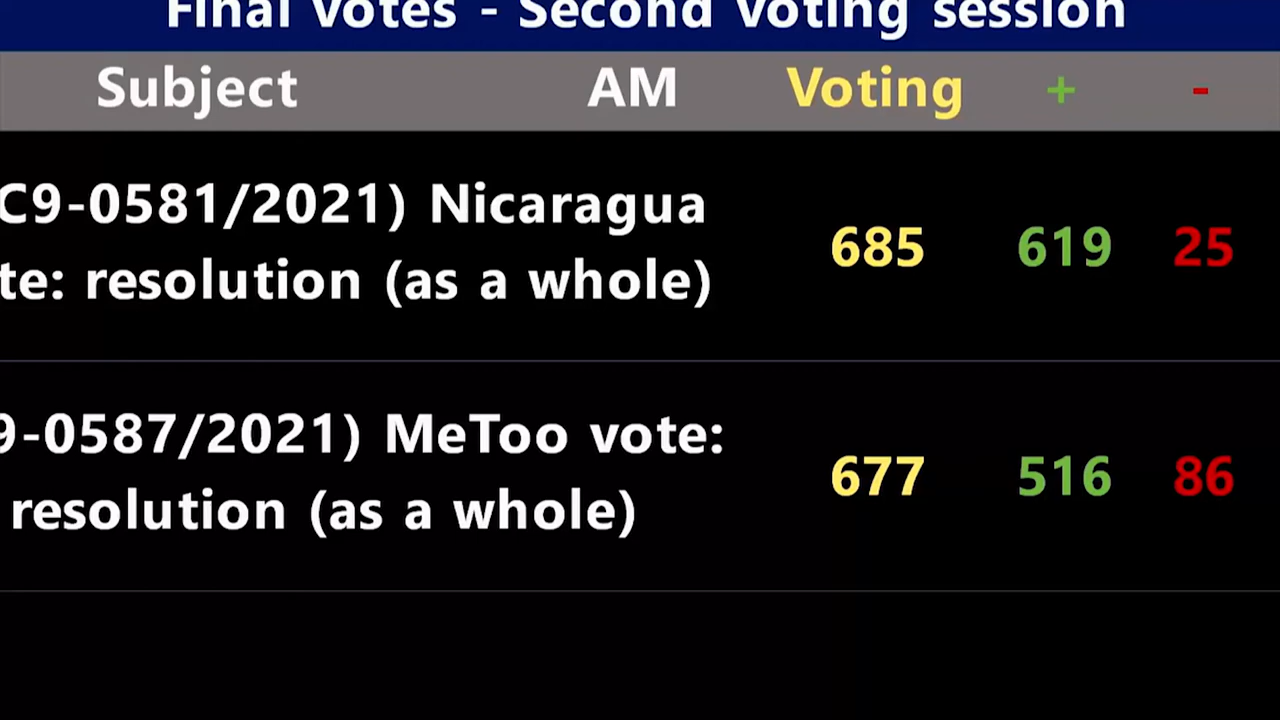 Final votes - Second voting session
Subject AM Voting + -
C9-0581/2021) Nicaragua
te: resolution (as a whole)
685 619 25
9-0587/2021) MeToo vote:
resolution (as a whole)
677 516 86